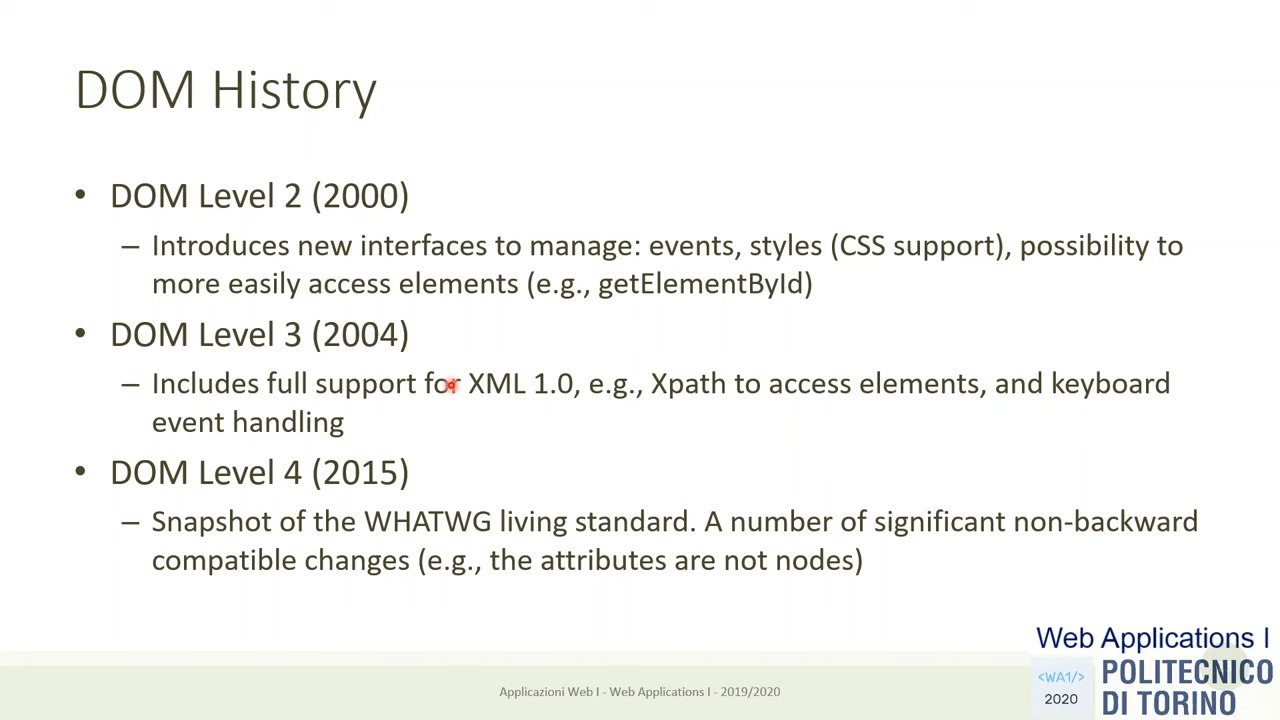 DOM History
• DOM Level 2 (2000)
– Introduces new interfaces to manage: events, styles (CSS support), possibility to
more easily access elements (e.g., getElementById)
• DOM Level 3 (2004)
– Includes full support for XML 1.0, e.g., Xpath to access elements, and keyboard
event handling
• DOM Level 4 (2015)
– Snapshot of the WHATWG living standard. A number of significant non-backward
compatible changes (e.g., the attributes are not nodes)
Applicazioni Web I - Web Applications I - 2019/2020
Web Applications I
<WA1/>
2020
POLITECNICO
DI TORINO